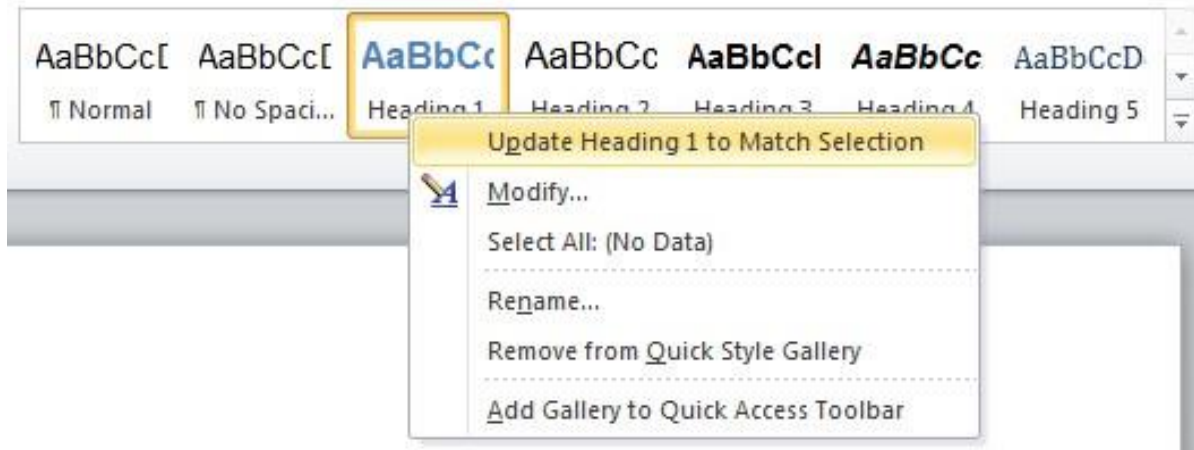 AaBbCcD AaBbCcD AaBbCc AaBbCc AaBbCcI AaBbCc AaBbCcD
¶ Normal ¶ No Spaci... Heading 1 Heading 2 Heading 3 Heading 4 Heading 5
Update Heading 1 to Match Selection
Modify...
Select All: (No Data)
Rename...
Remove from Quick Style Gallery
Add Gallery to Quick Access Toolbar